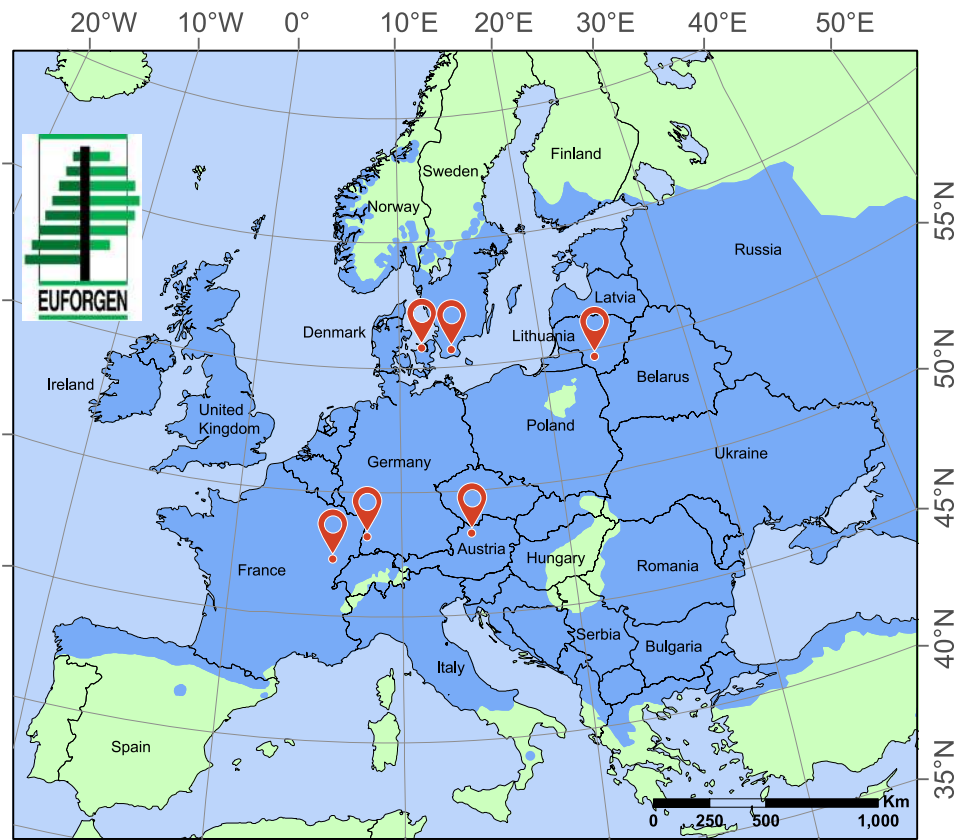 20°W
10°W
0°
10°E
20°E
30°E
40°E
50°E
Finland
Sweden
Norway
55°N
EUFORGEN
Russia
Latvia
Denmark
Lithuania
50°N
Ireland
Belarus
United
Kingdom
Poland
Germany
Ukraine
45°N
Austria
France
Hungary
Romania
Serbia
Bulgaria
40°N
Italy
Spain
35°N
Km
0
250
500
1,000